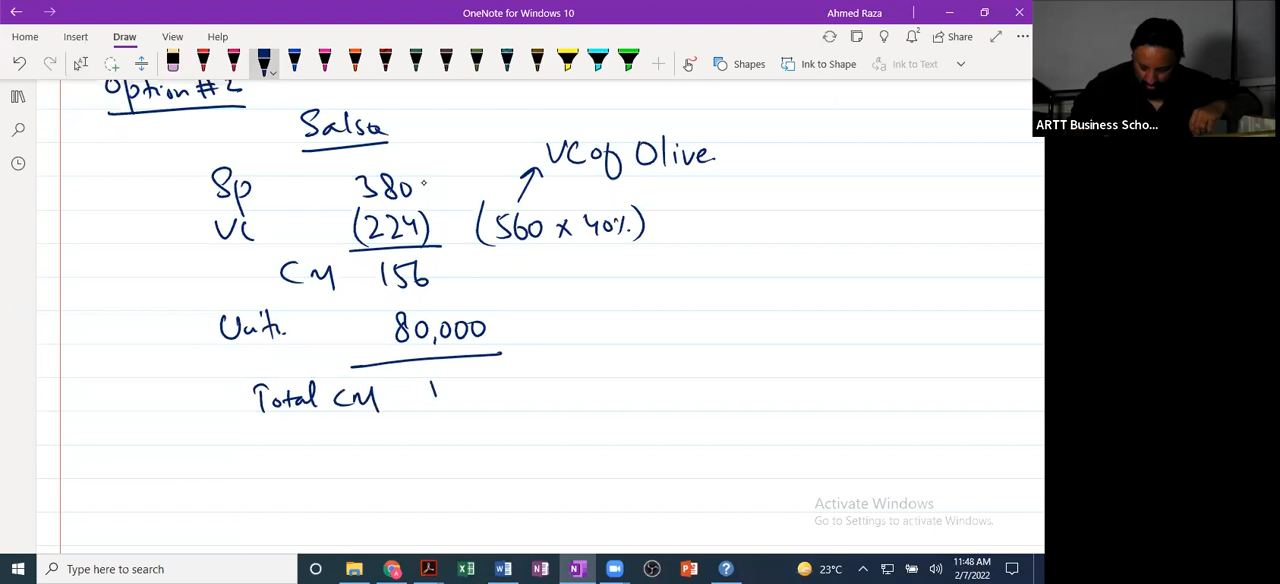 OneNote for Windows 10
Ahmed Raza
Home Insert Draw View Help
Share
Shapes Ink to Shape Ink to Text
ARTT Business Scho...
Option #2
Salsa
VC of Olive
Sp 380
VC (224) (560 x 40%)
CM 156
Units 80,000
Total CM 1
Activate Windows
Go to Settings to activate Windows.
Type here to search
23°C
11:48 AM
2/7/2022